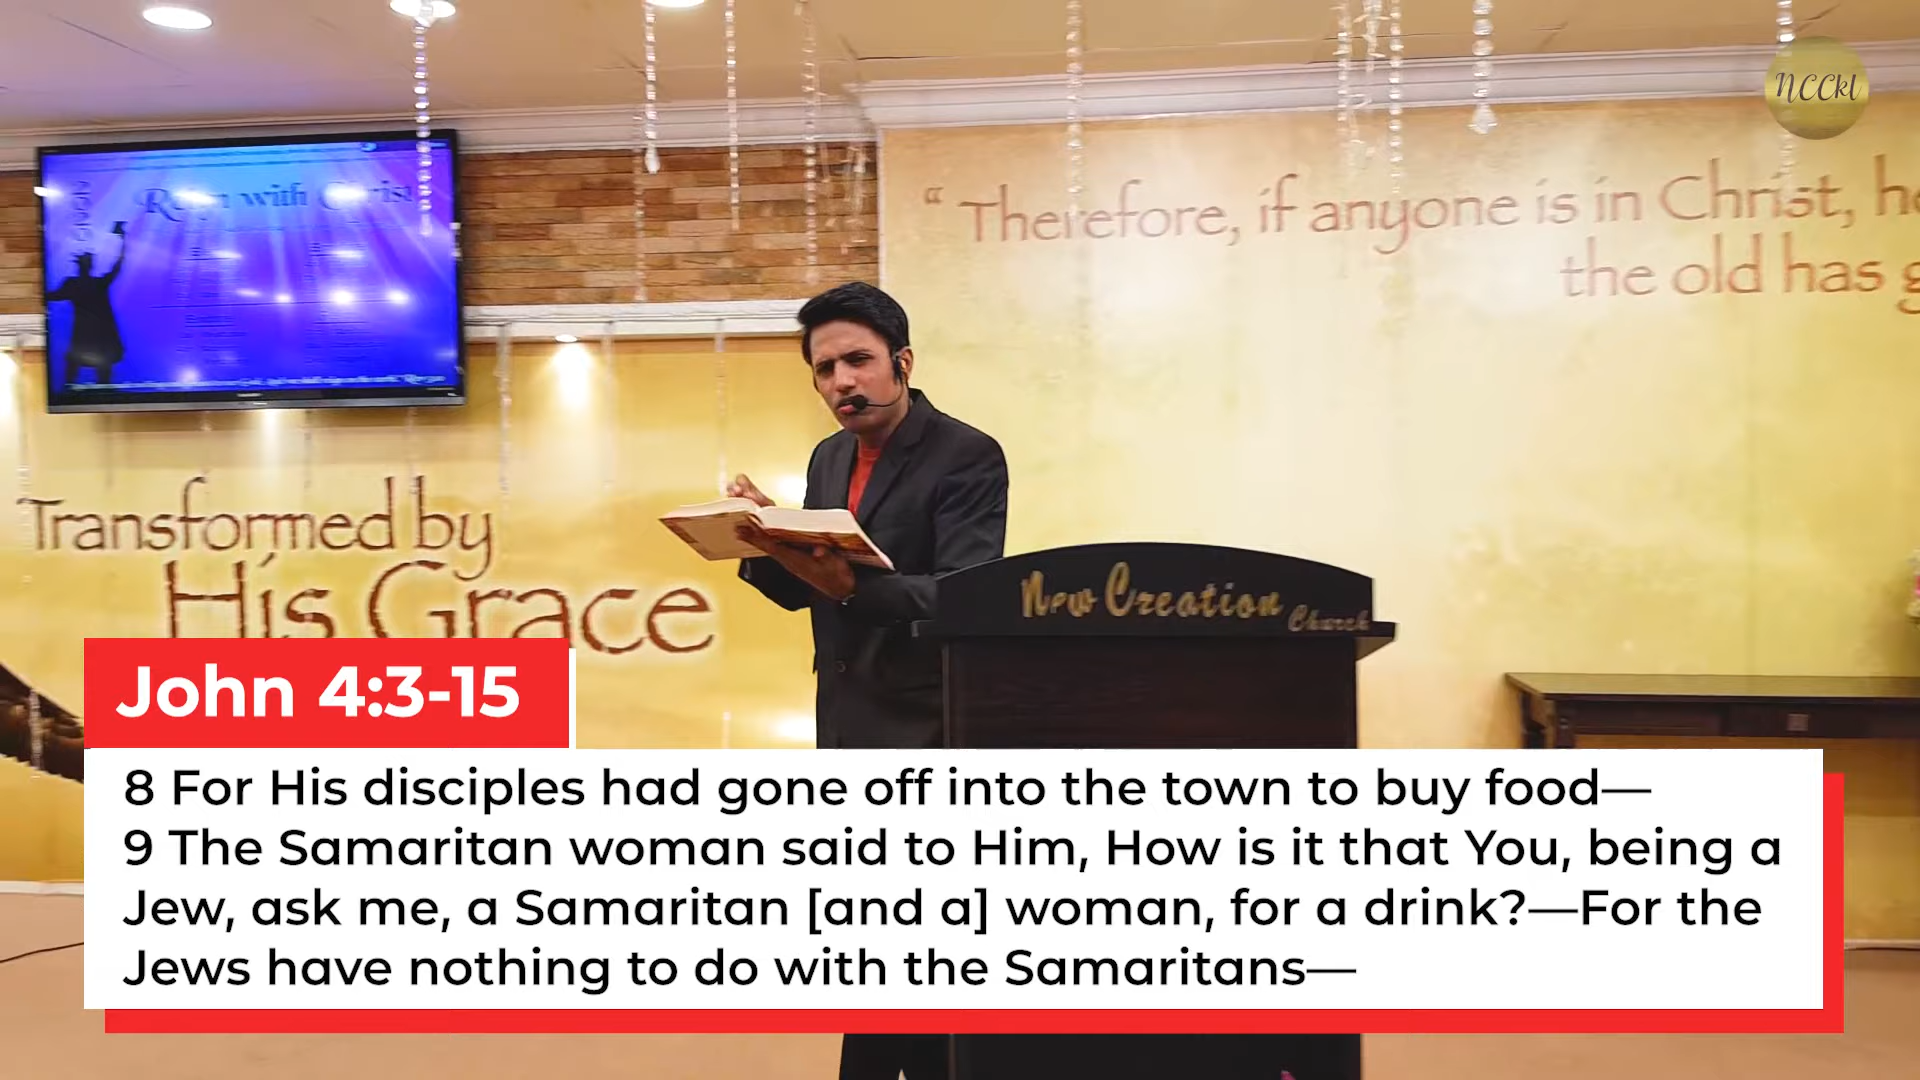 NCCkl
Reign with Christ
“ Therefore, if anyone is in Christ,
the old has
Transformed by
His Grace
New Creation
Church
John 4:3-15
8 For His disciples had gone off into the town to buy food—
9 The Samaritan woman said to Him, How is it that You, being a
Jew, ask me, a Samaritan [and a] woman, for a drink?—For the
Jews have nothing to do with the Samaritans—